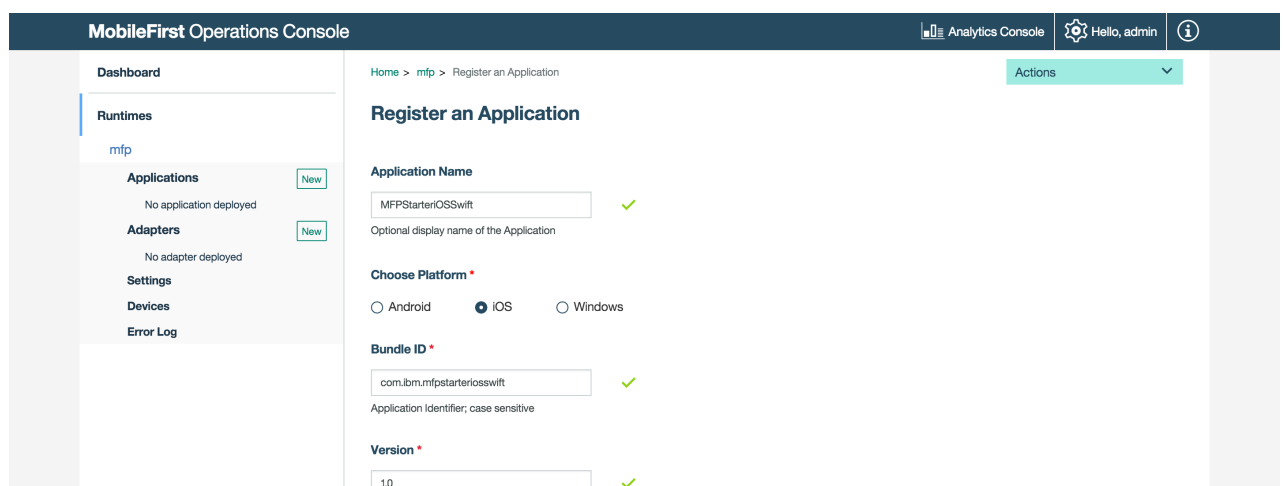 MobileFirst Operations Console
Analytics Console
Hello, admin
Dashboard
Runtimes
mfp
Applications
New
No application deployed
Adapters
New
No adapter deployed
Settings
Devices
Error Log
Home > mfp > Register an Application
Actions
Register an Application
Application Name
MFPStarteriOSSwift
Optional display name of the Application
Choose Platform *
Android iOS Windows
Bundle ID *
com.ibm.mfpstarteriosswift
Application Identifier; case sensitive
Version *
1.0